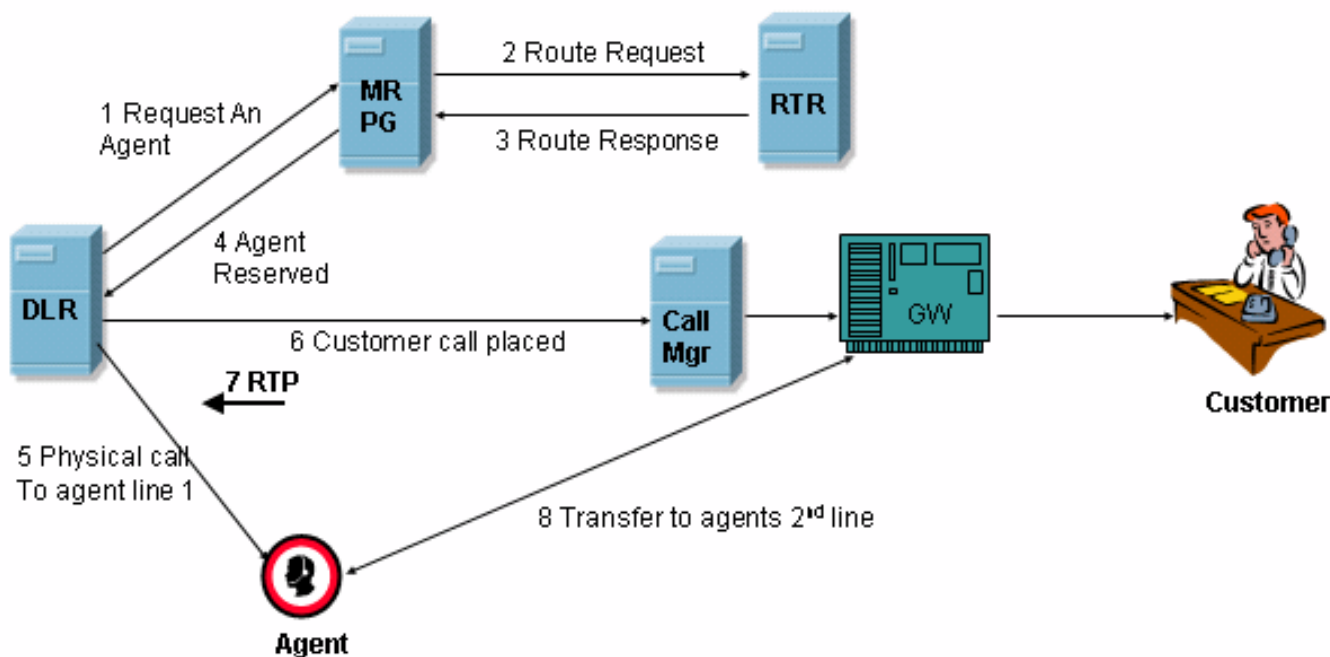 2 Route Request
MR
PG
RTR
1 Request An
Agent
3 Route Response
4 Agent
Reserved
DLR
6 Customer call placed
Call
Mgr
GW
7 RTP
Customer
5 Physical call
To agent line 1
8 Transfer to agents 2nd line
Agent